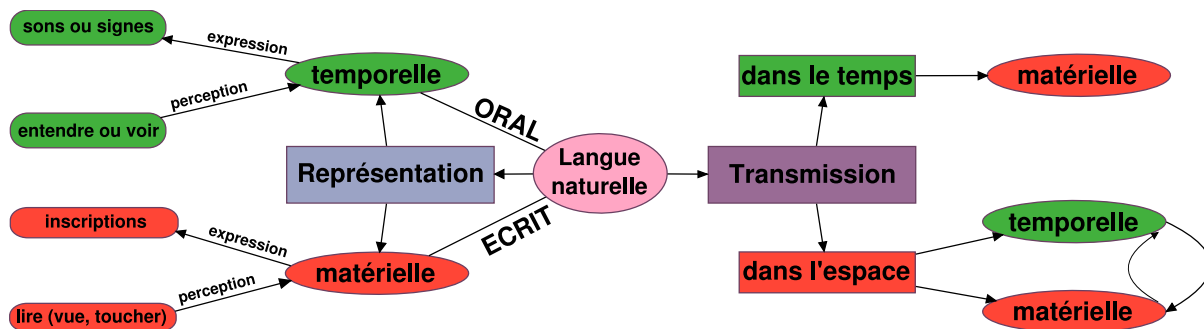 sons ou signes
expression
temporelle
perception
entendre ou voir
ORAL
Représentation
Langue
naturelle
ECRIT
inscriptions
expression
matérielle
perception
lire (vue, toucher)
dans le temps
matérielle
Transmission
temporelle
dans l'espace
matérielle